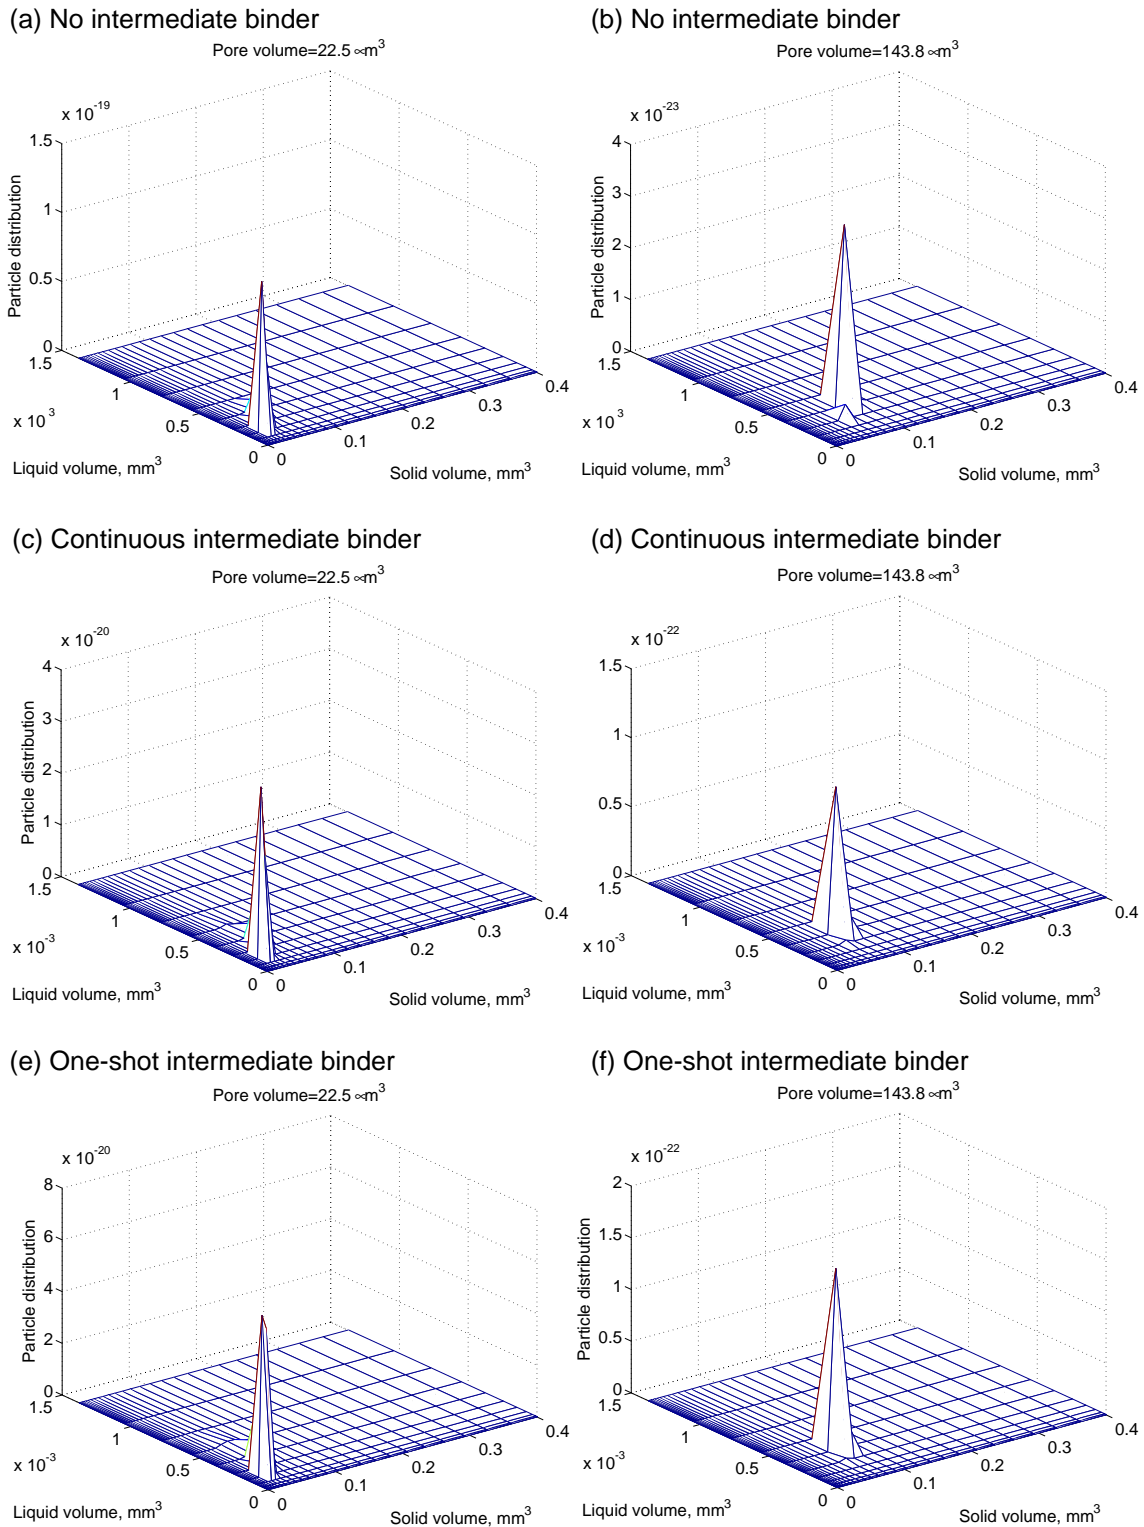 (a) No intermediate binder
Pore volume=22.5 ∝m³
x 10⁻¹⁹
1.5
1
0.5
0
Particle distribution
1.5
1
0.5
0
x 10³
Liquid volume, mm³
0
0.1
0.2
0.3
0.4
Solid volume, mm³
(b) No intermediate binder
Pore volume=143.8 ∝m³
x 10⁻²³
4
3
2
1
0
Particle distribution
1.5
1
0.5
0
x 10³
Liquid volume, mm³
0
0.1
0.2
0.3
0.4
Solid volume, mm³
(c) Continuous intermediate binder
Pore volume=22.5 ∝m³
x 10⁻²⁰
4
3
2
1
0
Particle distribution
1.5
1
0.5
0
x 10⁻³
Liquid volume, mm³
0
0.1
0.2
0.3
0.4
Solid volume, mm³
(d) Continuous intermediate binder
Pore volume=143.8 ∝m³
x 10⁻²²
1.5
1
0.5
0
Particle distribution
1.5
1
0.5
0
x 10⁻³
Liquid volume, mm³
0
0.1
0.2
0.3
0.4
Solid volume, mm³
(e) One-shot intermediate binder
Pore volume=22.5 ∝m³
x 10⁻²⁰
8
6
4
2
0
Particle distribution
1.5
1
0.5
0
x 10⁻³
Liquid volume, mm³
0
0.1
0.2
0.3
0.4
Solid volume, mm³
(f) One-shot intermediate binder
Pore volume=143.8 ∝m³
x 10⁻²²
2
1.5
1
0.5
0
Particle distribution
1.5
1
0.5
0
x 10⁻³
Liquid volume, mm³
0
0.1
0.2
0.3
0.4
Solid volume, mm³